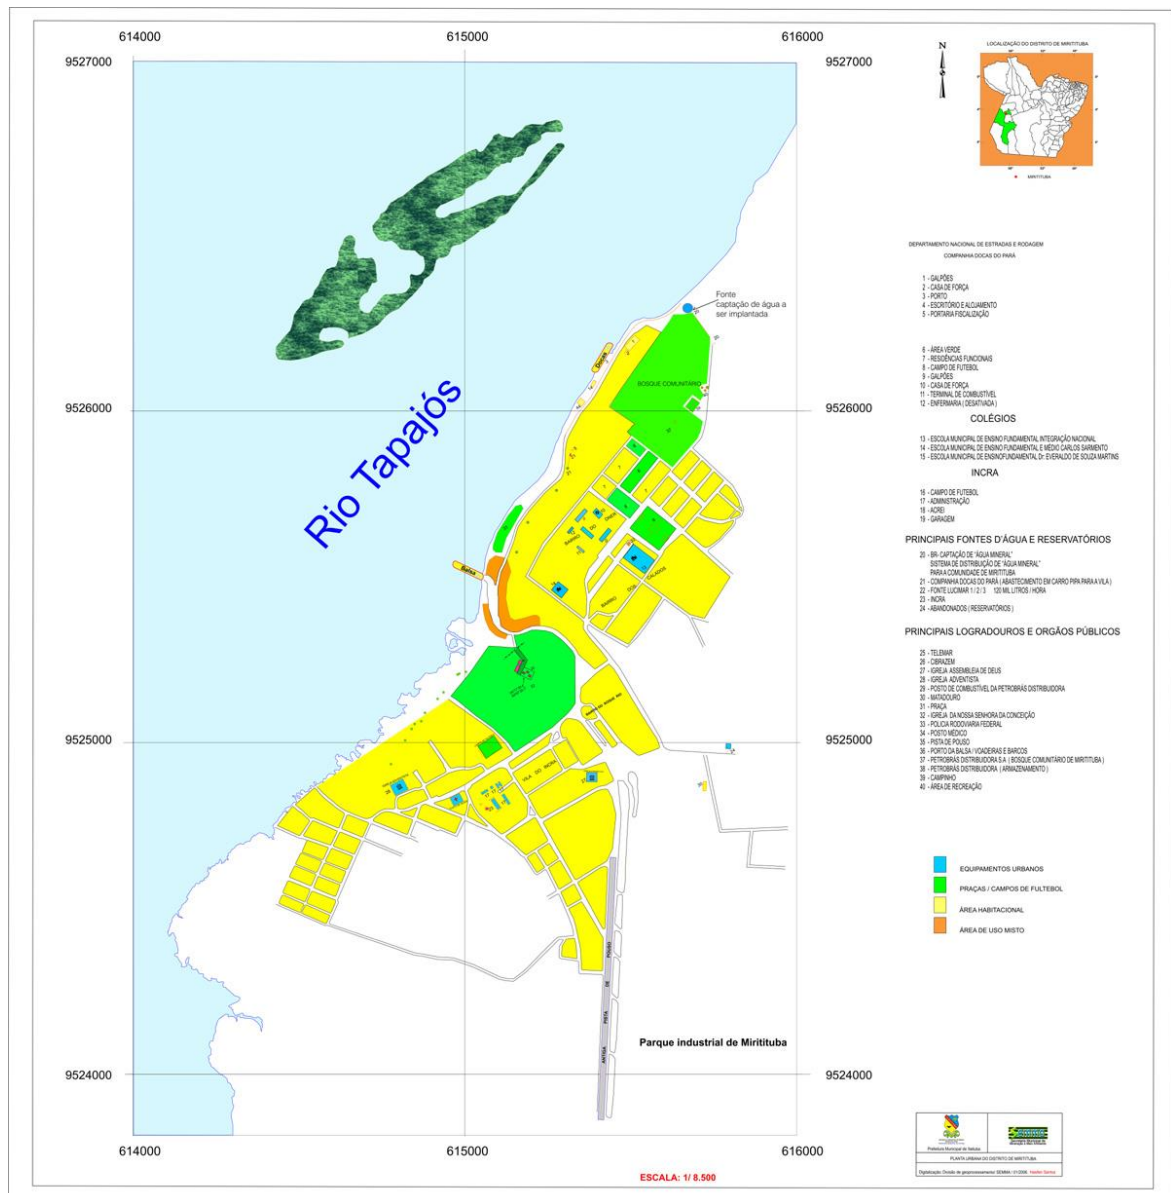 614000
615000
616000
9527000
9527000
N
LOCALIZAÇÃO DO DISTRITO DE MIRITITUBA
MIRITITUBA
DEPARTAMENTO NACIONAL DE ESTRADAS E RODAGEM
COMPANHIA DOCAS DO PARÁ
1 - GALPÕES
2 - CASA DE FORÇA
3 - PORTO
4 - ESCRITÓRIO E ALOJAMENTO
5 - PORTARIA FISCALIZAÇÃO
Fonte
captação de água a
ser implantada
6 - ÁREA VERDE
7 - RESIDÊNCIAS FUNCIONAIS
8 - CAMPO DE FUTEBOL
9 - GALPÕES
10 - CASA DE FORÇA
11 - TERMINAL DE COMBUSTÍVEL
12 - ENFERMARIA ( DESATIVADA )
Docas
BOSQUE COMUNITÁRIO
9526000
9526000
COLÉGIOS
13 - ESCOLA MUNICIPAL DE ENSINO FUNDAMENTAL INTEGRAÇÃO NACIONAL
14 - ESCOLA MUNICIPAL DE ENSINO FUNDAMENTAL E MÉDIO CARLOS SARMENTO
15 - ESCOLA MUNICIPAL DE ENSINOFUNDAMENTAL Dr. EVERALDO DE SOUZA MARTINS
Rio Tapajós
INCRA
16 - CAMPO DE FUTEBOL
17 - ADMINISTRAÇÃO
18 - ACREI
19 - GARAGEM
BAIRRO DO DNER
PRINCIPAIS FONTES D'ÁGUA E RESERVATÓRIOS
20 - BR- CAPTAÇÃO DE "ÁGUA MINERAL"
SISTEMA DE DISTRIBUIÇÃO DE "ÁGUA MINERAL"
PARA A COMUNIDADE DE MIRITITUBA
21 - COMPANHIA DOCAS DO PARÁ ( ABASTECIMENTO EM CARRO PIPA PARA A VILA )
22 - FONTE LUCIMAR 1 / 2 / 3 120 MIL LITROS / HORA
23 - INCRA
24 - ABANDONADOS ( RESERVATÓRIOS )
Balsa
BAIRRO DOS CALADOS
PRINCIPAIS LOGRADOUROS E ORGÃOS PÚBLICOS
25 - TELEMAR
26 - CIBRAZEM
27 - IGREJA ASSEMBLEIA DE DEUS
28 - IGREJA ADVENTISTA
29 - POSTO DE COMBUSTÍVEL DA PETROBRÁS DISTRIBUIDORA
30 - MATADOURO
31 - PRAÇA
32 - IGREJA DA NOSSA SENHORA DA CONCEIÇÃO
33 - POLICIA RODOVIARIA FEDERAL
34 - POSTO MÉDICO
35 - PISTA DE POUSO
36 - PORTO DA BALSA / VOADEIRAS E BARCOS
37 - PETROBRÁS DISTRIBUIDORA S.A ( BOSQUE COMUNITÁRIO DE MIRITITUBA )
38 - PETROBRÁS DISTRIBUIDORA ( ARMAZENAMENTO )
39 - CAMPINHO
40 - ÁREA DE RECREAÇÃO
9525000
9525000
VILA DO INCRA
EQUIPAMENTOS URBANOS
PRAÇAS / CAMPOS DE FULTEBOL
ÁREA HABITACIONAL
ÁREA DE USO MISTO
ANTIGA PISTA DE POUSO
Parque industrial de Miritituba
9524000
9524000
614000
615000
616000
ESCALA: 1/ 8.500
Prefeitura Municipal de Itaituba
PLANTA URBANA DO DISTRITO DE MIRITITUBA